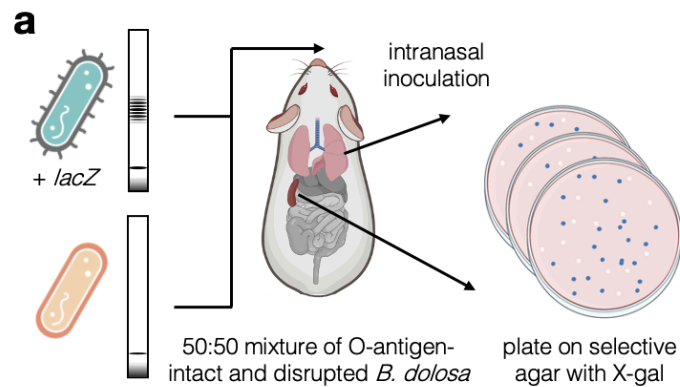 a
intranasal
inoculation
+ lacZ
50:50 mixture of O-antigen-
intact and disrupted B. dolosa
plate on selective
agar with X-gal